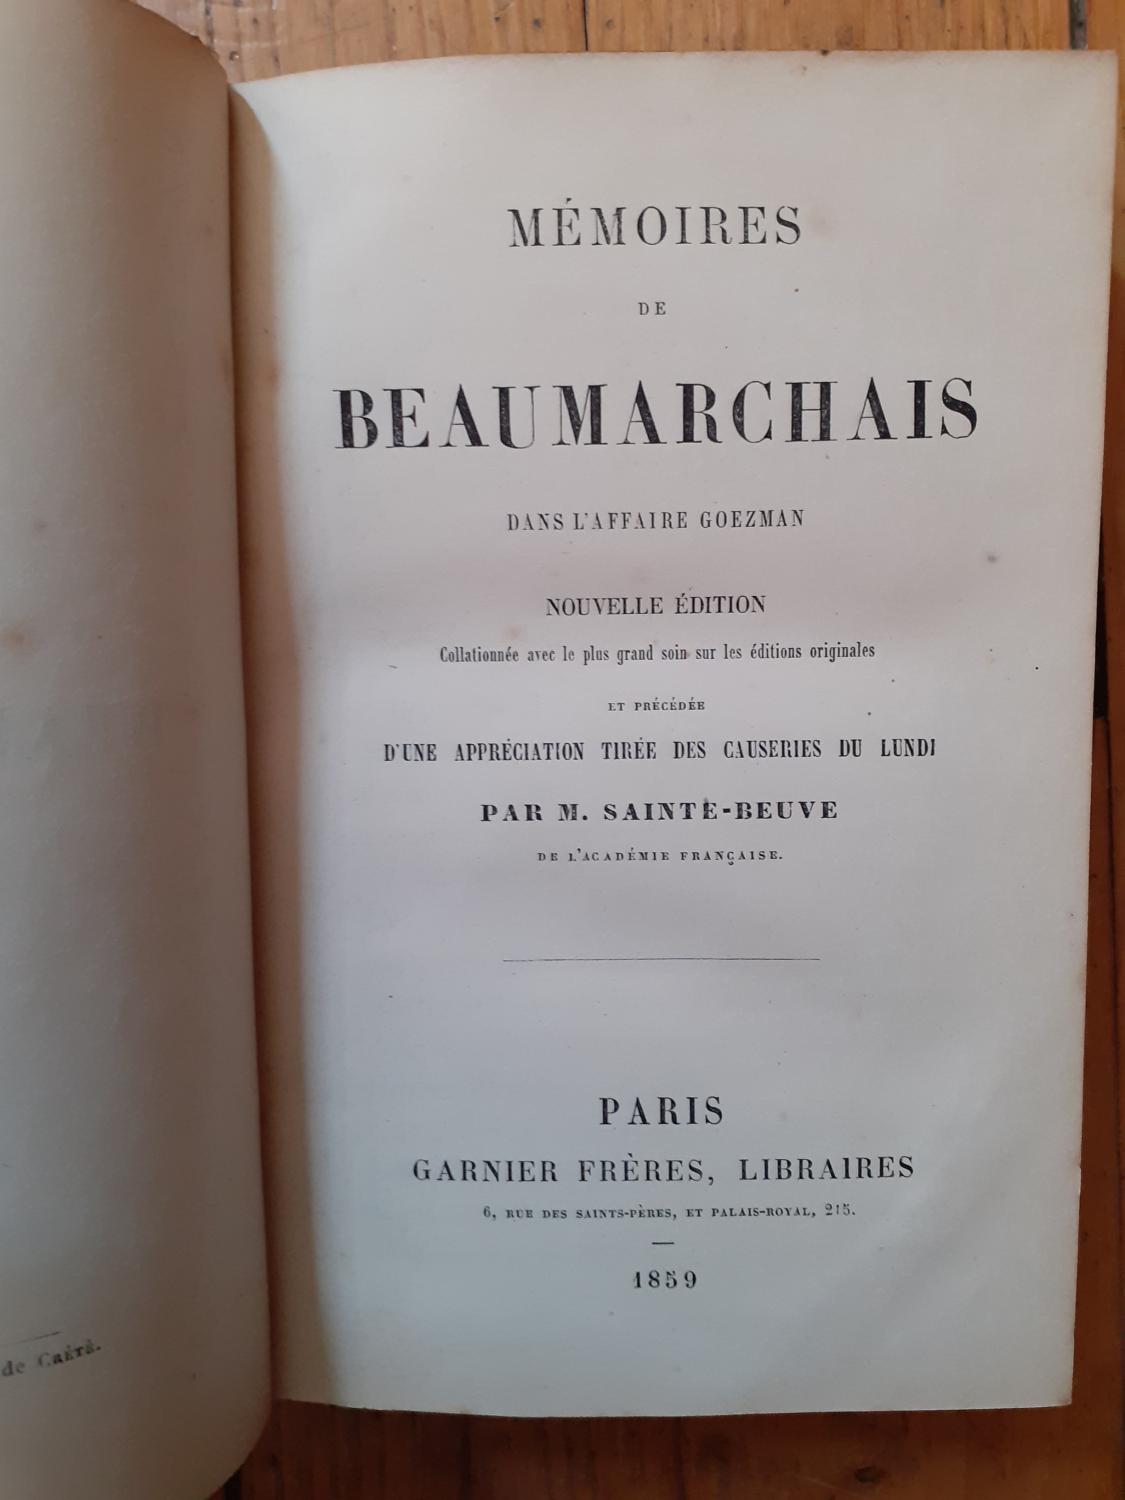 MÉMOIRES
DE
BEAUMARCHAIS
DANS L'AFFAIRE GOEZMAN
NOUVELLE ÉDITION
Collationnée avec le plus grand soin sur les éditions originales
ET PRÉCÉDÉE
D'UNE APPRÉCIATION TIRÉE DES CAUSERIES DU LUNDI
PAR M. SAINTE-BEUVE
DE L'ACADÉMIE FRANÇAISE.
PARIS
GARNIER FRÈRES, LIBRAIRES
6, RUE DES SAINTS-PÈRES, ET PALAIS-ROYAL, 215.
1859
de CRÉTÉ.